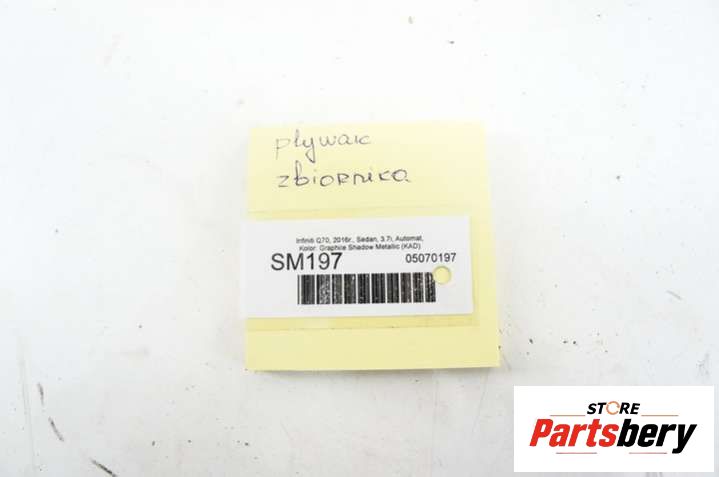 pływak
zbiornika
Infiniti Q70, 2016r., Sedan, 3.7i, Automat,
Kolor: Graphite Shadow Metallic (KAD)
SM197 05070197
STORE
Partsbery